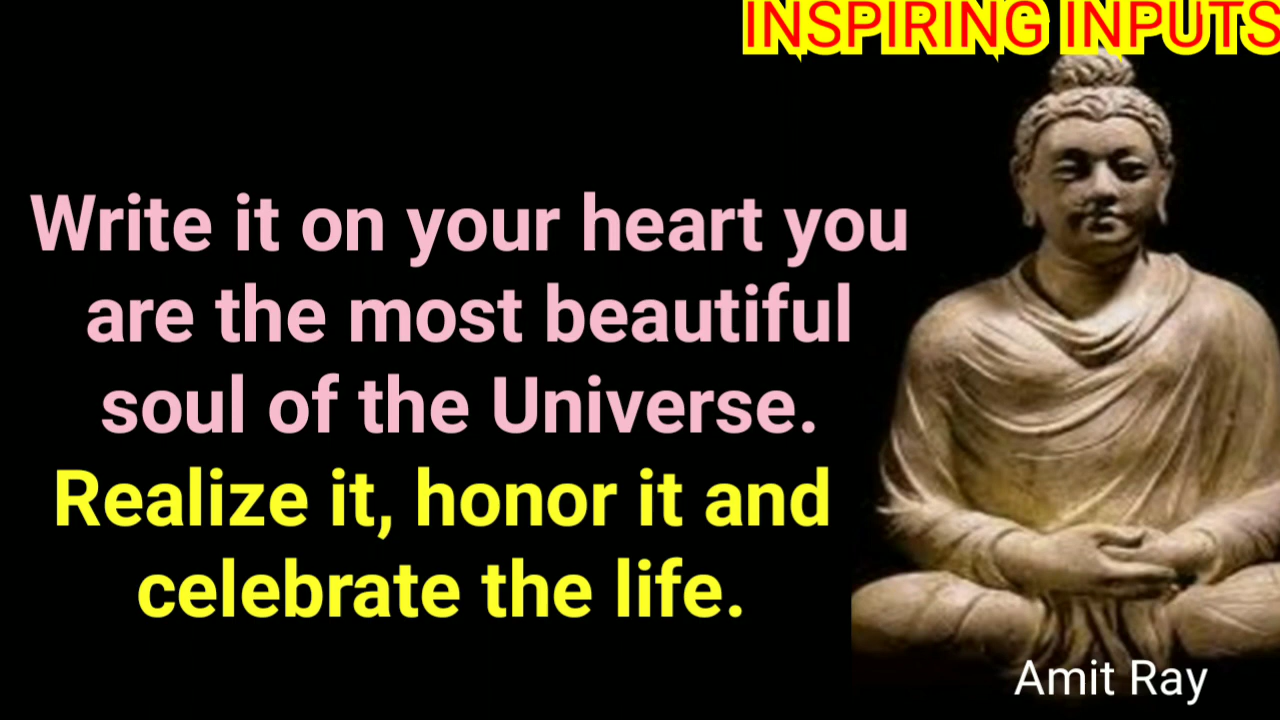 INSPIRING INPUTS
Write it on your heart you
are the most beautiful
soul of the Universe.
Realize it, honor it and
celebrate the life.
Amit Ray